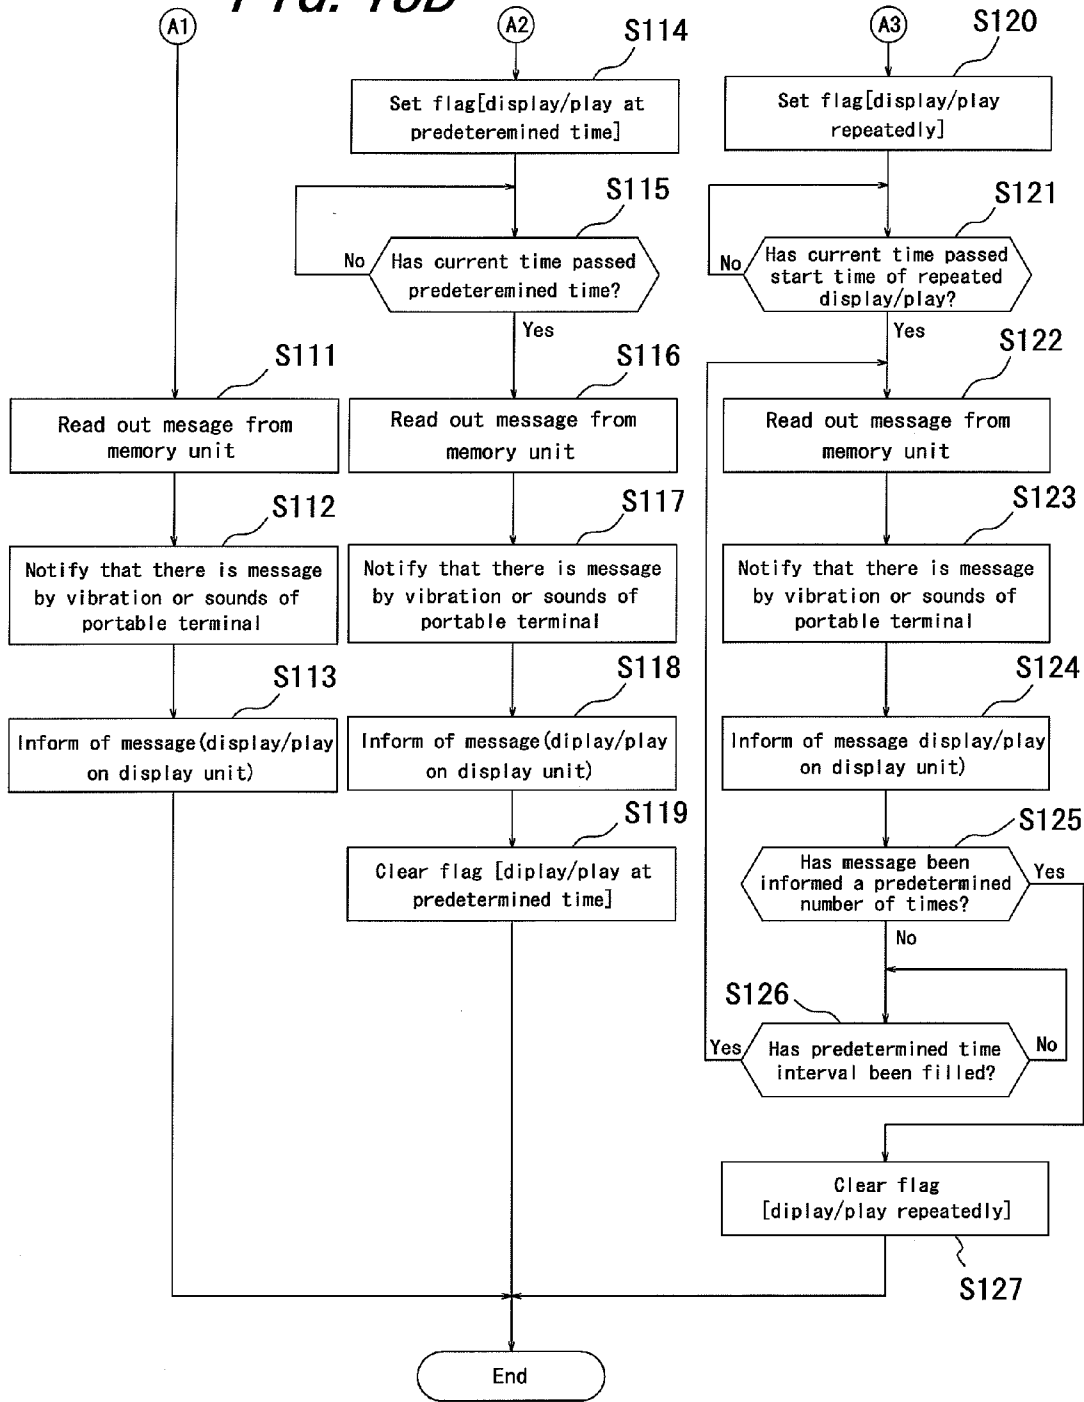 FIG.
A1
S111
Read out mesage from
memory unit
S112
Notify that there is message
by vibration or sounds of
portable terminal
S113
Inform of message(display/play
on display unit)
A2
S114
Set flag[display/play at
predeteremined time]
S115
Has current time passed
predeteremined time?
No
Yes
S116
Read out message from
memory unit
S117
Notify that there is message
by vibration or sounds of
portable terminal
S118
Inform of message(diplay/play
on display unit)
S119
Clear flag [diplay/play at
predetermined time]
A3
S120
Set flag[display/play
repeatedly]
S121
Has current time passed
start time of repeated
display/play?
No
Yes
S122
Read out message from
memory unit
S123
Notify that there is message
by vibration or sounds of
portable terminal
S124
Inform of message display/play
on display unit)
S125
Has message been
informed a predetermined
number of times?
Yes
No
S126
Has predetermined time
interval been filled?
Yes
No
Clear flag
[diplay/play repeatedly]
S127
End